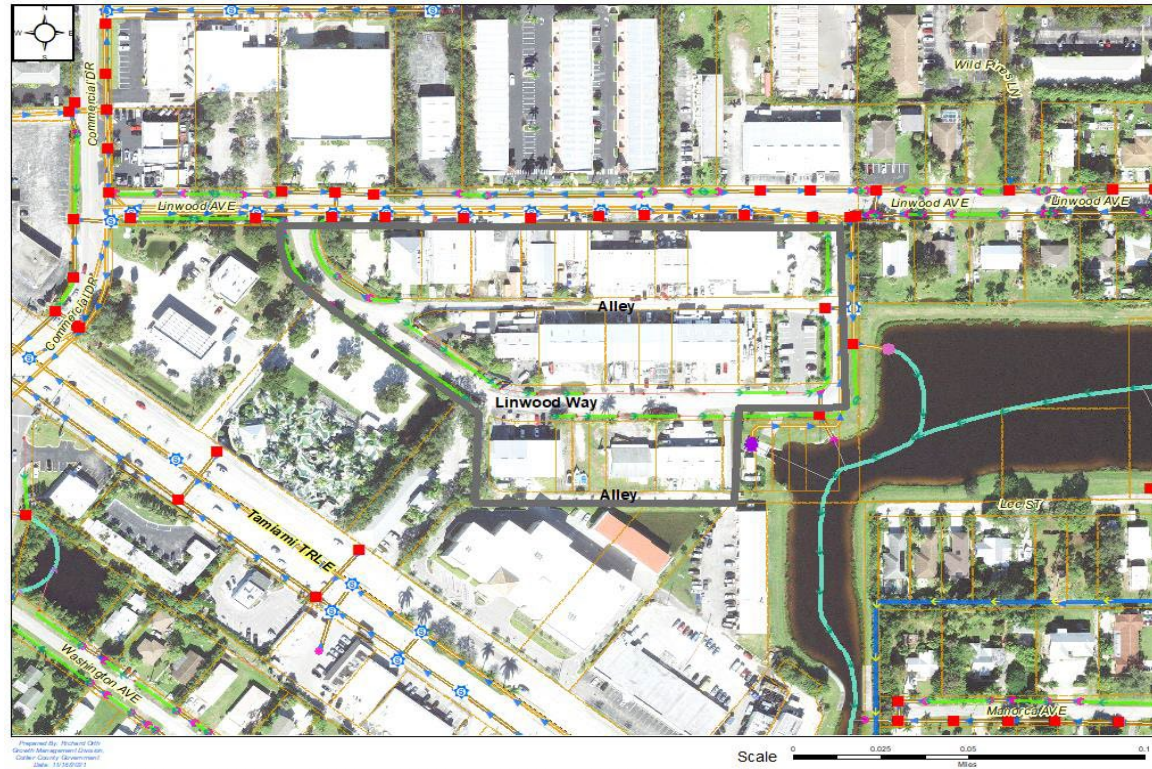 N
W E
S
Commercial DR
Wild Pines LN
Linwood AVE
Linwood AVE
Linwood AVE
Commercial DR
Alley
Linwood Way
Alley
Lee ST
Tamiami TRL E
Washington AVE
Manorca AVE
Prepared By: Richard Orth
Growth Management Division,
Collier County Government
Scale 0 0.025 0.05 0.1
Miles